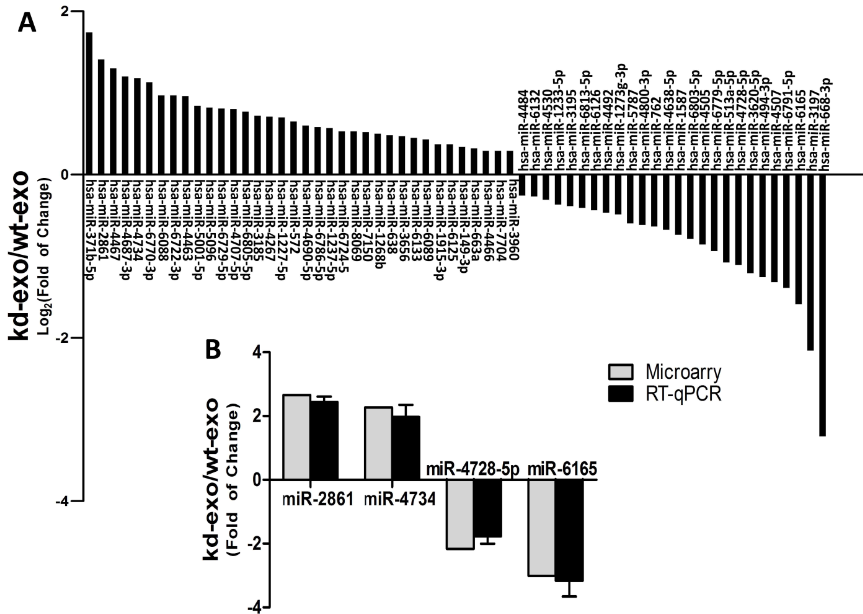 A
kd-exo/wt-exo
Log2(Fold of Change)
2
0
-2
-4
hsa-miR-371b-5p
hsa-miR-2861
hsa-miR-4467
hsa-miR-4687-3p
hsa-miR-4734
hsa-miR-6770-3p
hsa-miR-6088
hsa-miR-6722-3p
hsa-miR-4463
hsa-miR-5001-5p
hsa-miR-5096
hsa-miR-6729-5p
hsa-miR-4707-5p
hsa-miR-6805-5p
hsa-miR-3185
hsa-miR-4267
hsa-miR-1227-5p
hsa-miR-572
hsa-miR-4690-5p
hsa-miR-6786-5p
hsa-miR-1237-5p
hsa-miR-6724-5
hsa-miR-8069
hsa-miR-7150
hsa-miR-1268b
hsa-miR-638
hsa-miR-3656
hsa-miR-6133
hsa-miR-6089
hsa-miR-1915-3p
hsa-miR-6125
hsa-miR-149-3p
hsa-miR-663a
hsa-miR-4466
hsa-miR-7704
hsa-miR-3960
hsa-miR-4484
hsa-miR-6132
hsa-miR-4530
hsa-miR-1233-5p
hsa-miR-3195
hsa-miR-6813-5p
hsa-miR-6126
hsa-miR-4492
hsa-miR-1273g-3p
hsa-miR-5787
hsa-miR-4800-3p
hsa-miR-762
hsa-miR-4638-5p
hsa-miR-1587
hsa-miR-6803-5p
hsa-miR-4505
hsa-miR-6779-5p
hsa-miR-513a-5p
hsa-miR-4728-5p
hsa-miR-3620-5p
hsa-miR-494-3p
hsa-miR-4507
hsa-miR-6791-5p
hsa-miR-6165
hsa-miR-3197
hsa-miR-668-3p
B
kd-exo/wt-exo
(Fold of Change)
4
2
0
-2
-4
miR-2861
miR-4734
miR-4728-5p
miR-6165
Microarry
RT-qPCR